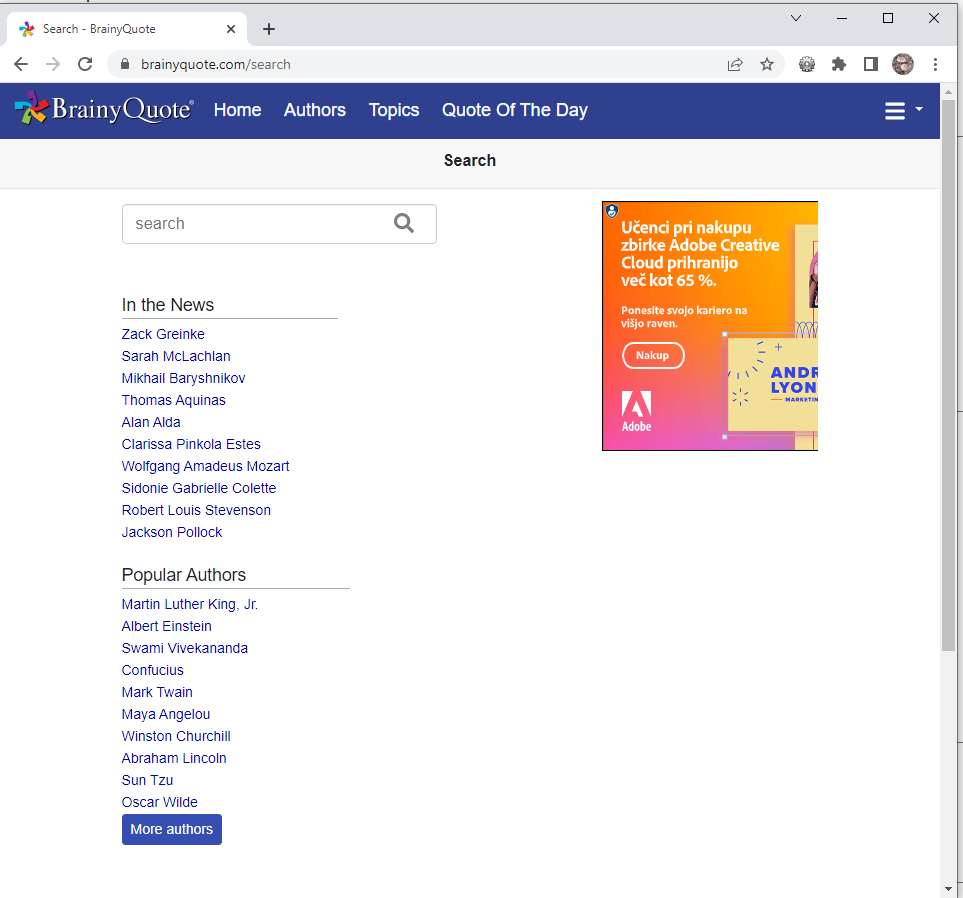 Search - BrainyQuote
brainyquote.com/search
BrainyQuote®
Home
Authors
Topics
Quote Of The Day
Search
search
Učenci pri nakupu
zbirke Adobe Creative
Cloud prihranijo
več kot 65 %.
Ponesite svojo kariero na
višjo raven.
Nakup
Adobe
ANDR
LYON
MARKETIN
In the News
Zack Greinke
Sarah McLachlan
Mikhail Baryshnikov
Thomas Aquinas
Alan Alda
Clarissa Pinkola Estes
Wolfgang Amadeus Mozart
Sidonie Gabrielle Colette
Robert Louis Stevenson
Jackson Pollock
Popular Authors
Martin Luther King, Jr.
Albert Einstein
Swami Vivekananda
Confucius
Mark Twain
Maya Angelou
Winston Churchill
Abraham Lincoln
Sun Tzu
Oscar Wilde
More authors